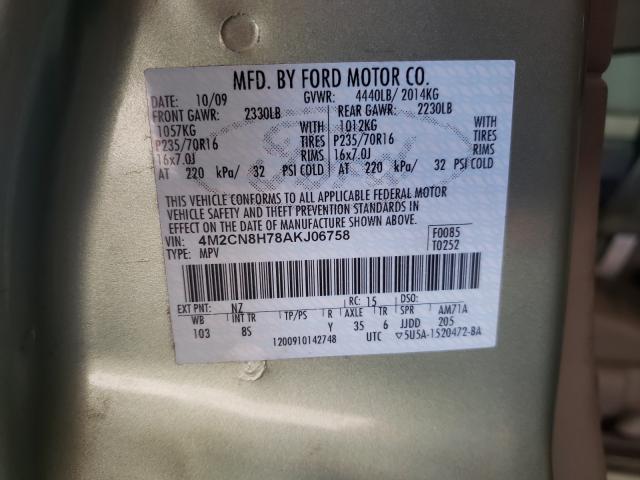 MFD. BY FORD MOTOR CO.
DATE: 10/09 GVWR: 4440LB/ 2014KG
FRONT GAWR: 2330LB REAR GAWR: 2230LB
1057KG WITH 1012KG WITH
P235/70R16 TIRES P235/70R16 TIRES
16x7.0J RIMS 16x7.0J RIMS
AT 220 kPa/ 32 PSI COLD AT 220 kPa/ 32 PSI COLD
THIS VEHICLE CONFORMS TO ALL APPLICABLE FEDERAL MOTOR
VEHICLE SAFETY AND THEFT PREVENTION STANDARDS IN
EFFECT ON THE DATE OF MANUFACTURE SHOWN ABOVE.
VIN: 4M2CN8H78AKJ06758 F0085
TYPE: MPV T0252
EXT PNT: NZ RC: 15 DSO:
WB INT TR TP/PS R AXLE TR SPR AM71A
103 8S Y 35 6 JJDD 205
1200910142748 UTC ▽5U5A-1520472-BA